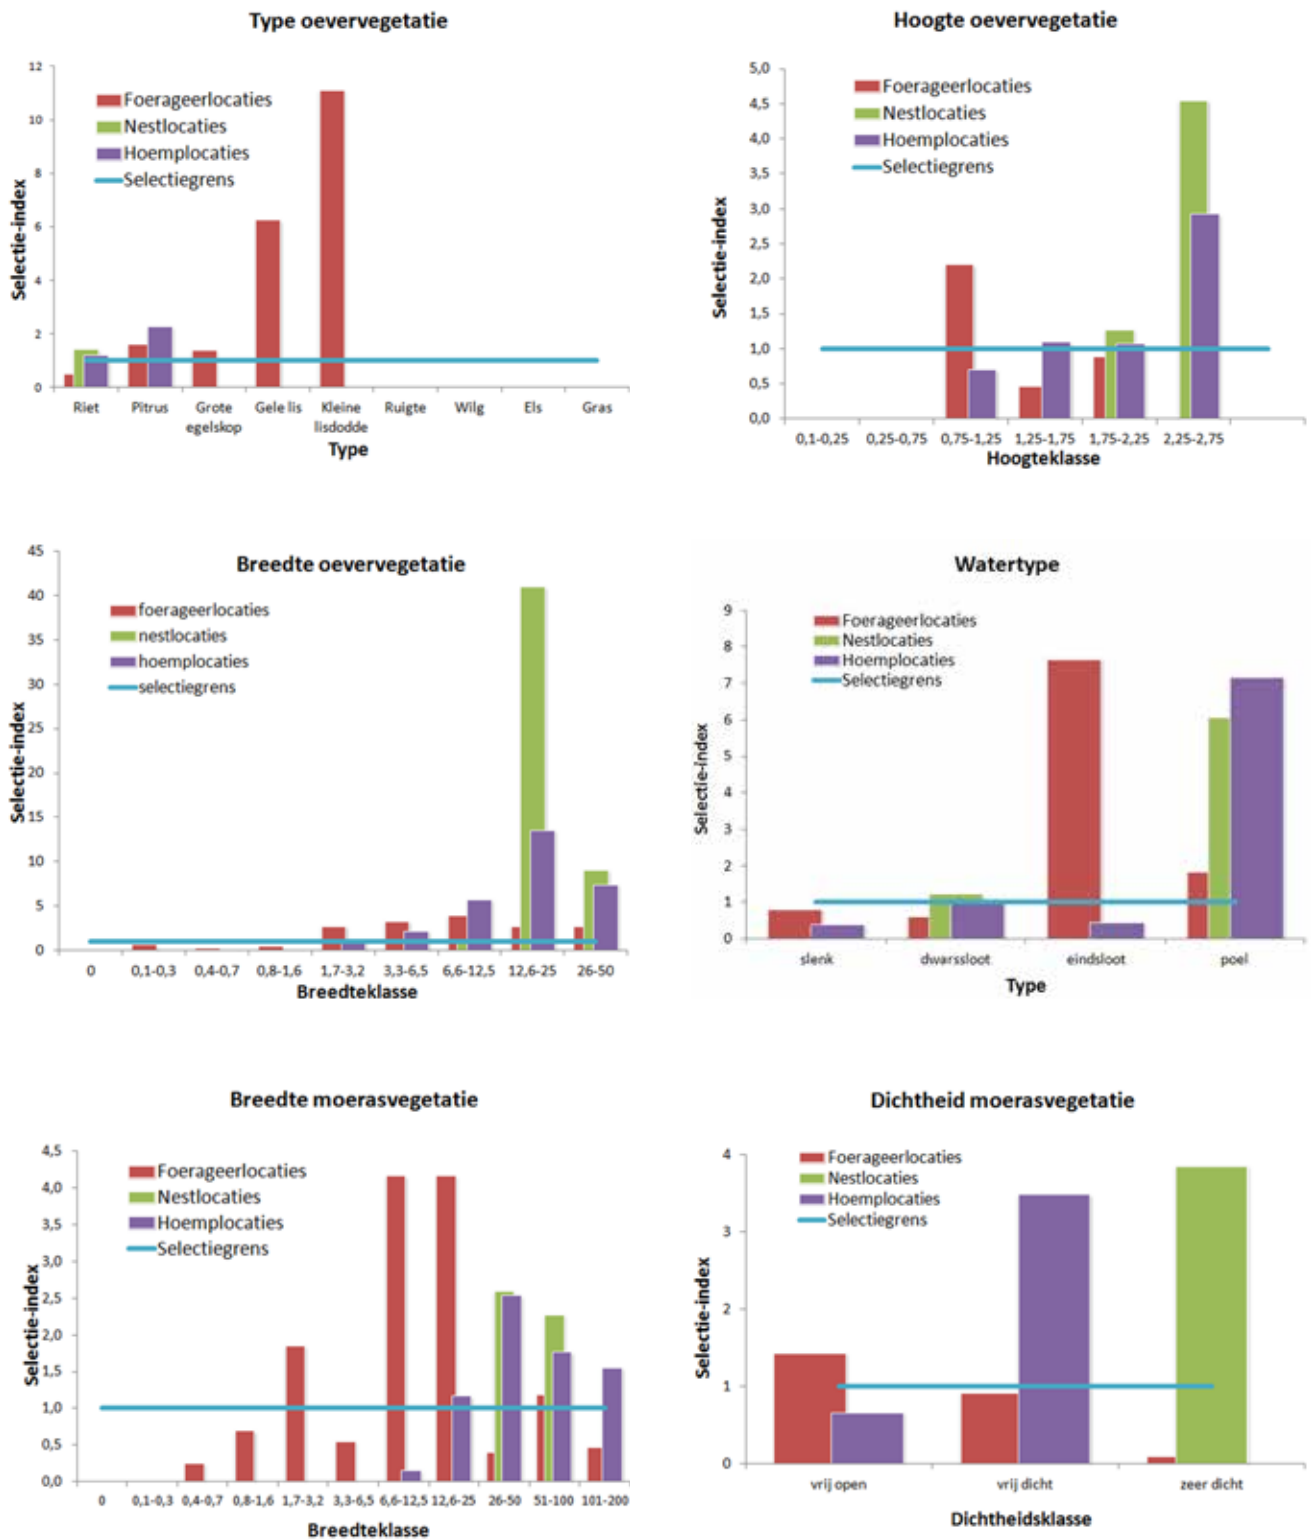 Type oevervegetatie
12
10
8
6
4
2
0
Selectie-index
Foerageerlocaties
Nestlocaties
Hoemplocaties
Selectiegrens
Riet
Pitrus
Grote
egelskop
Gele lis
Kleine
lisdodde
Ruigte
Wilg
Els
Gras
Type
Hoogte oevervegetatie
5,0
4,5
4,0
3,5
3,0
2,5
2,0
1,5
1,0
0,5
0,0
Selectie-index
Foerageerlocaties
Nestlocaties
Hoemplocaties
Selectiegrens
0,1-0,25
0,25-0,75
0,75-1,25
1,25-1,75
1,75-2,25
2,25-2,75
Hoogteklasse
Breedte oevervegetatie
45
40
35
30
25
20
15
10
5
0
Selectie-index
foerageerlocaties
nestlocaties
hoemplocaties
selectiegrens
0
0,1-0,3
0,4-0,7
0,8-1,6
1,7-3,2
3,3-6,5
6,6-12,5
12,6-25
26-50
Breedteklasse
Watertype
9
8
7
6
5
4
3
2
1
0
Selectie-index
Foerageerlocaties
Nestlocaties
Hoemplocaties
Selectiegrens
slenk
dwarssloot
eindsloot
poel
Type
Breedte moerasvegetatie
4,5
4,0
3,5
3,0
2,5
2,0
1,5
1,0
0,5
0,0
Selectie-index
Foerageerlocaties
Nestlocaties
Hoemplocaties
Selectiegrens
0
0,1-0,3
0,4-0,7
0,8-1,6
1,7-3,2
3,3-6,5
6,6-12,5
12,6-25
26-50
51-100
101-200
Breedteklasse
Dichtheid moerasvegetatie
4
3
2
1
0
Selectie-index
Foerageerlocaties
Nestlocaties
Hoemplocaties
Selectiegrens
vrij open
vrij dicht
zeer dicht
Dichtheidsklasse